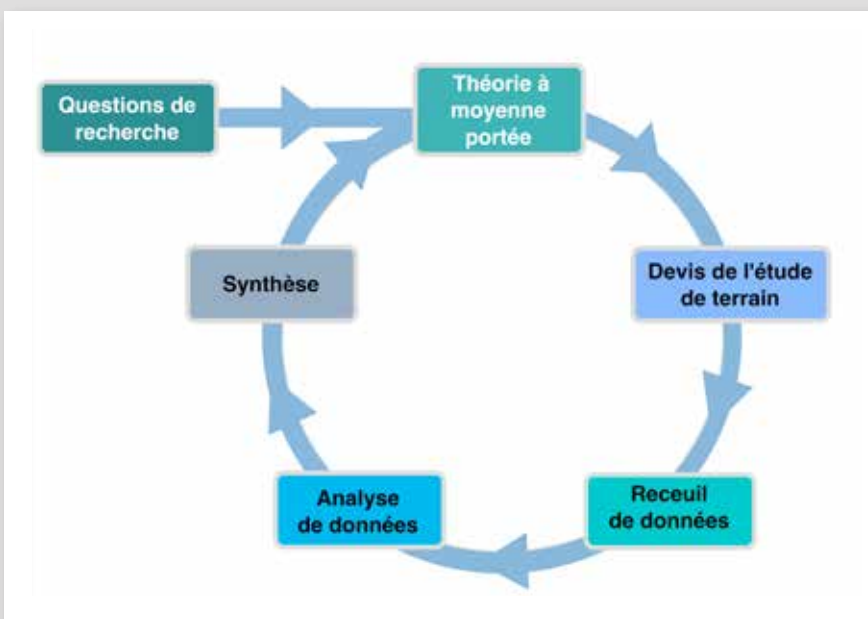 Questions de
recherche
Théorie à
moyenne
portée
Devis de l'étude
de terrain
Receuil
de données
Analyse
de données
Synthèse